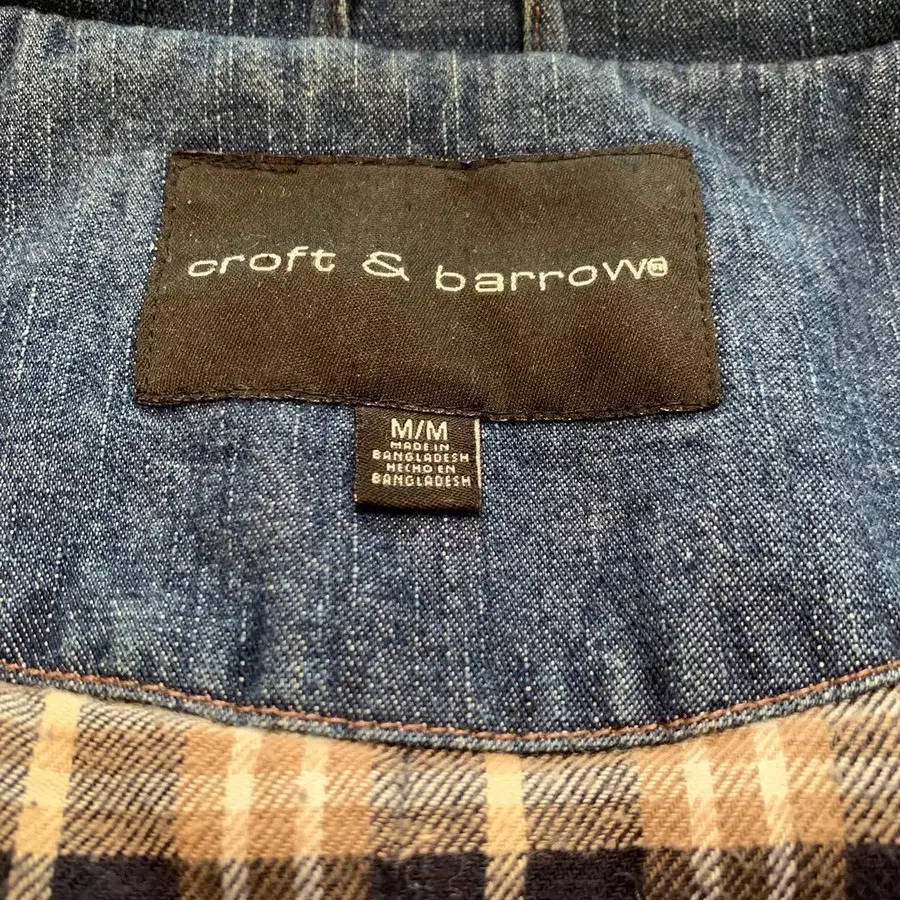 croft & barrow®
M/M
MADE IN
BANGLADESH
HECHO EN
BANGLADESH